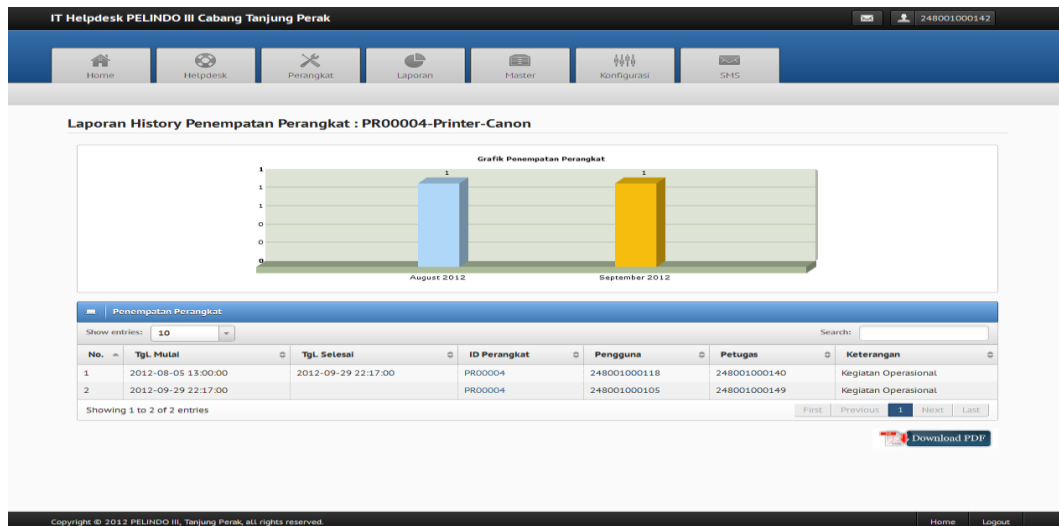 IT Helpdesk PELINDO III Cabang Tanjung Perak
248001000142
Home Helpdesk Perangkat Laporan Master Konfigurasi SMS
Laporan History Penempatan Perangkat : PR00004-Printer-Canon
Grafik Penempatan Perangkat
1
1
1
0
0
0
1 1
August 2012 September 2012
Penempatan Perangkat
Show entries: 10 Search:
No. Tgl. Mulai Tgl. Selesai ID Perangkat Pengguna Petugas Keterangan
1 2012-08-05 13:00:00 2012-09-29 22:17:00 PR00004 248001000118 248001000140 Kegiatan Operasional
2 2012-09-29 22:17:00 PR00004 248001000105 248001000149 Kegiatan Operasional
Showing 1 to 2 of 2 entries First Previous 1 Next Last
Download PDF
Copyright © 2012 PELINDO III, Tanjung Perak, all rights reserved. Home Logout